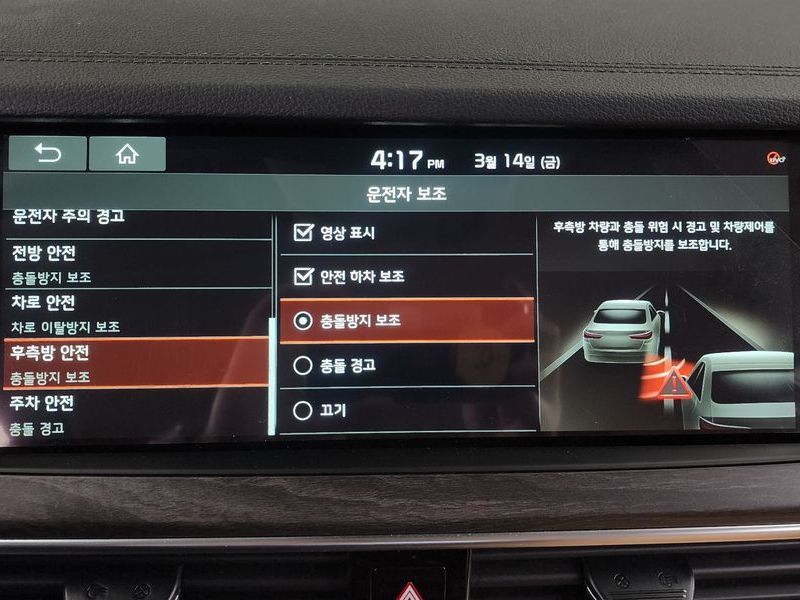 4:17 PM 3월 14일 (금)
운전자 보조
운전자 주의 경고
전방 안전
충돌방지 보조
차로 안전
차로 이탈방지 보조
후측방 안전
충돌방지 보조
주차 안전
충돌 경고
영상 표시
안전 하차 보조
충돌방지 보조
충돌 경고
끄기
후측방 차량과 충돌 위험 시 경고 및 차량제어를
통해 충돌방지를 보조합니다.